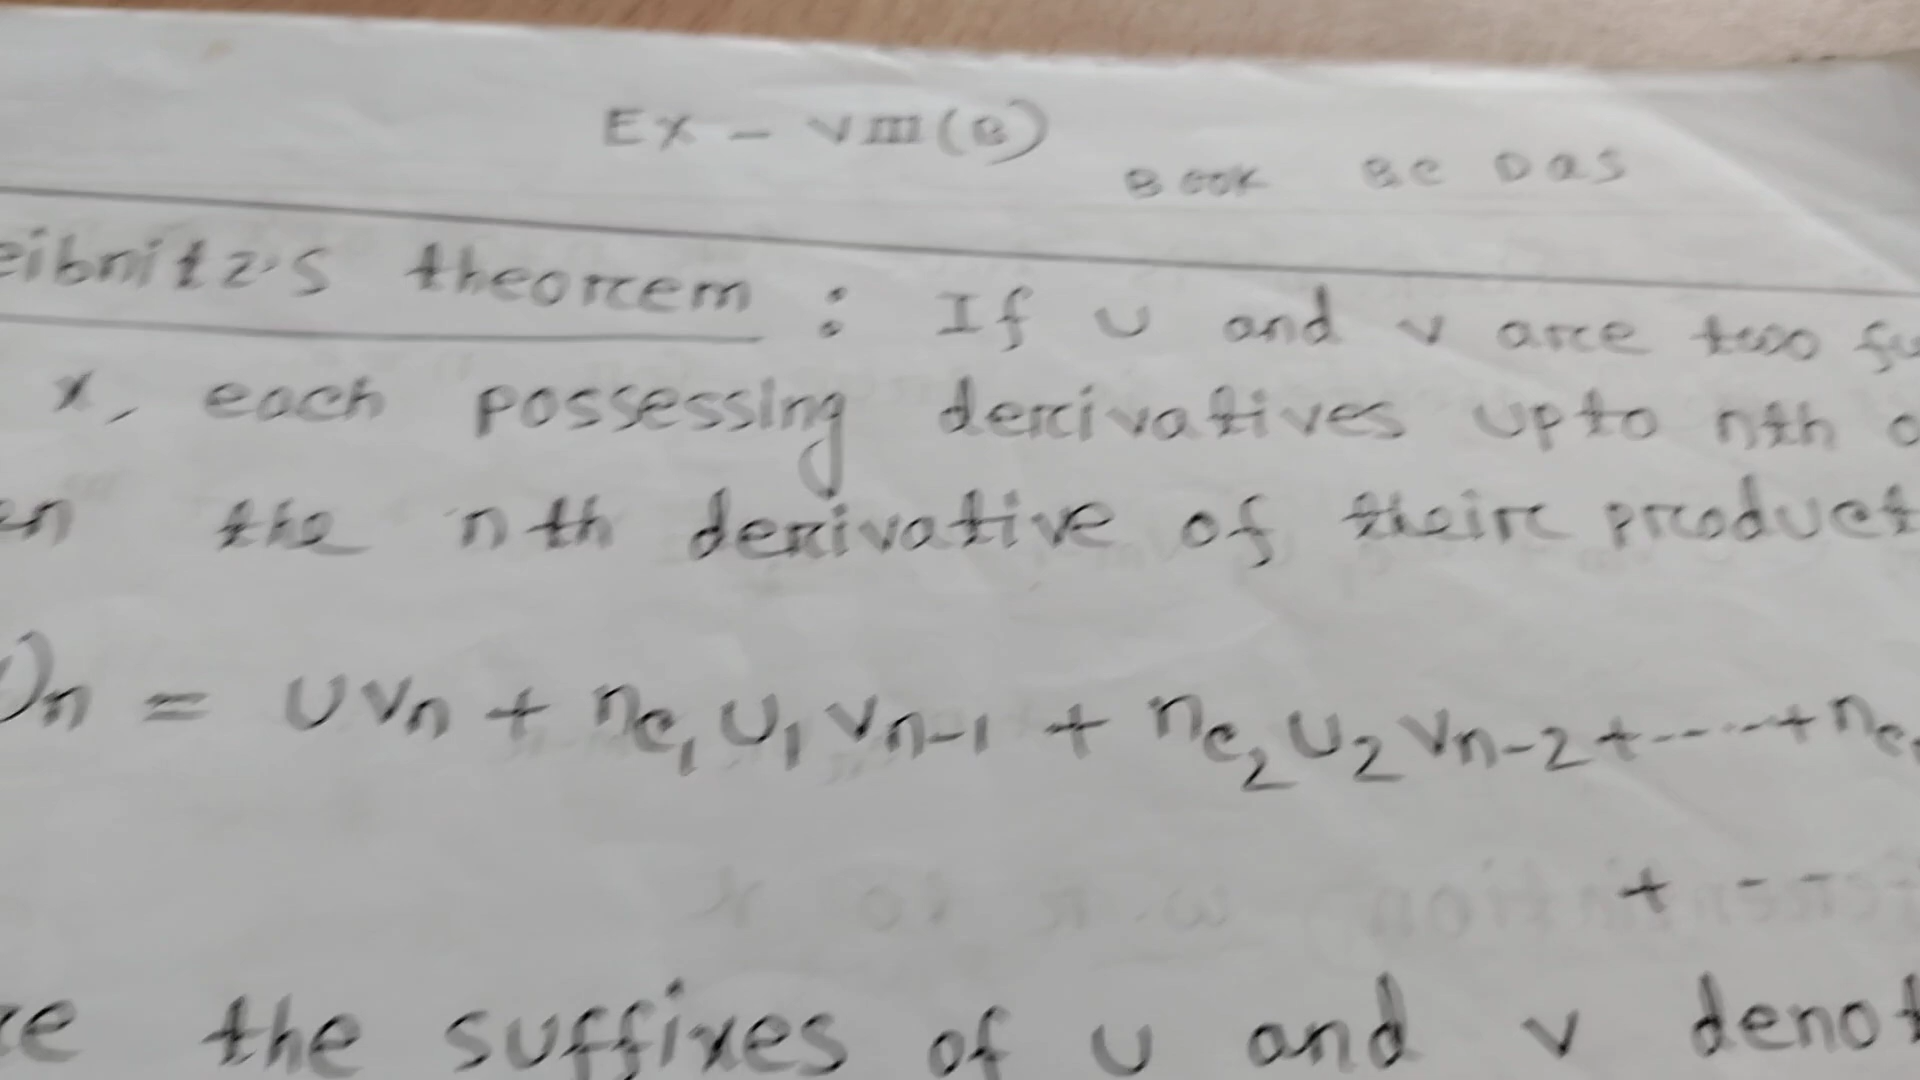 Ex - VIII (B)
BOOK BC DAS
eibnitz's theorem : If u and v are two fu
x, each possessing derivatives upto nth o
en the nth derivative of their product
)n = uvn + nc1 u1 vn-1 + nc2 u2 vn-2 + ----- + nc
+ - -
re the suffixes of u and v denot